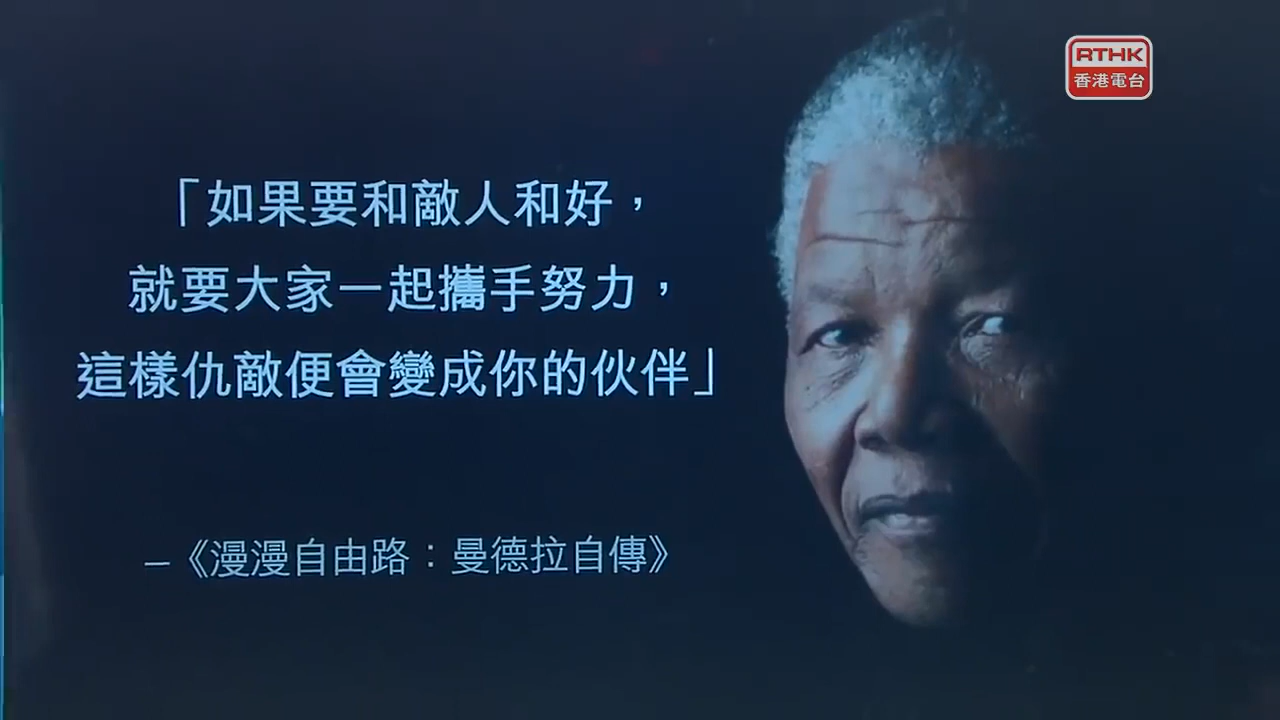 RTHK
香港電台
「如果要和敵人和好，
就要大家一起攜手努力，
這樣仇敵便會變成你的伙伴」
–《漫漫自由路：曼德拉自傳》